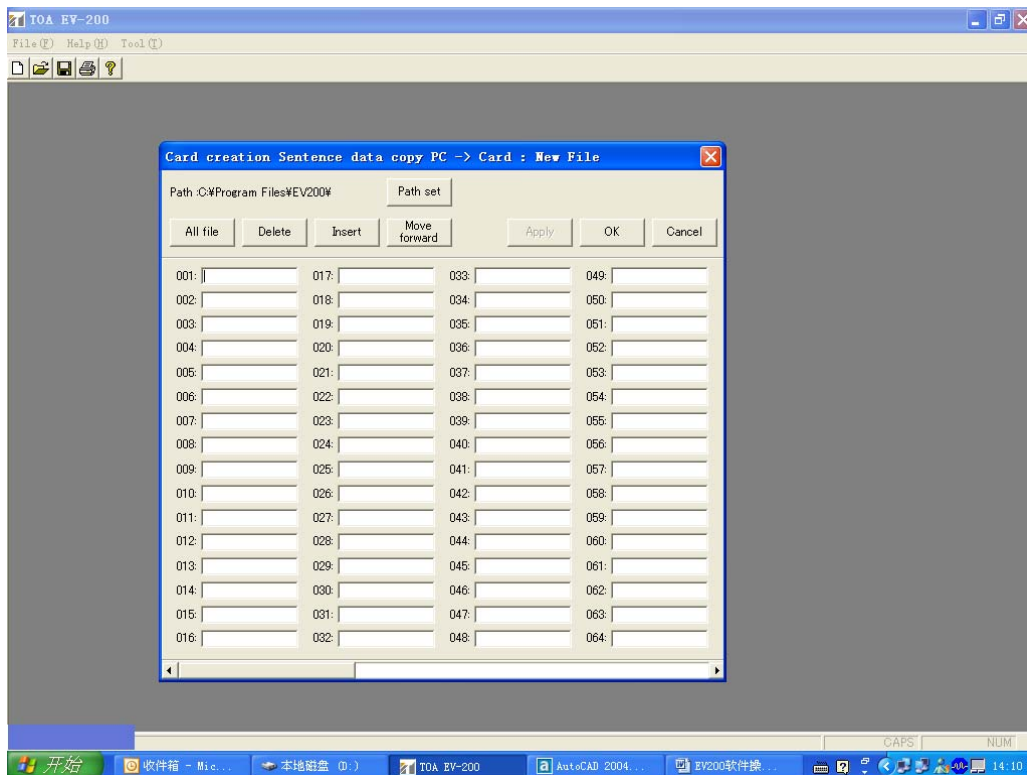 TOA EV-200
File(F) Help(H) Tool(T)
Card creation Sentence data copy PC -> Card : New File
Path :C:¥Program Files¥EV200¥ Path set
All file Delete Insert Move forward Apply OK Cancel
001: 017: 033: 049:
002: 018: 034: 050:
003: 019: 035: 051:
004: 020: 036: 052:
005: 021: 037: 053:
006: 022: 038: 054:
007: 023: 039: 055:
008: 024: 040: 056:
009: 025: 041: 057:
010: 026: 042: 058:
011: 027: 043: 059:
012: 028: 044: 060:
013: 029: 045: 061:
014: 030: 046: 062:
015: 031: 047: 063:
016: 032: 048: 064:
CAPS NUM
开始 收件箱 - Mic... 本地磁盘 (D:) TOA EV-200 AutoCAD 2004... EV200软件操... 14:10